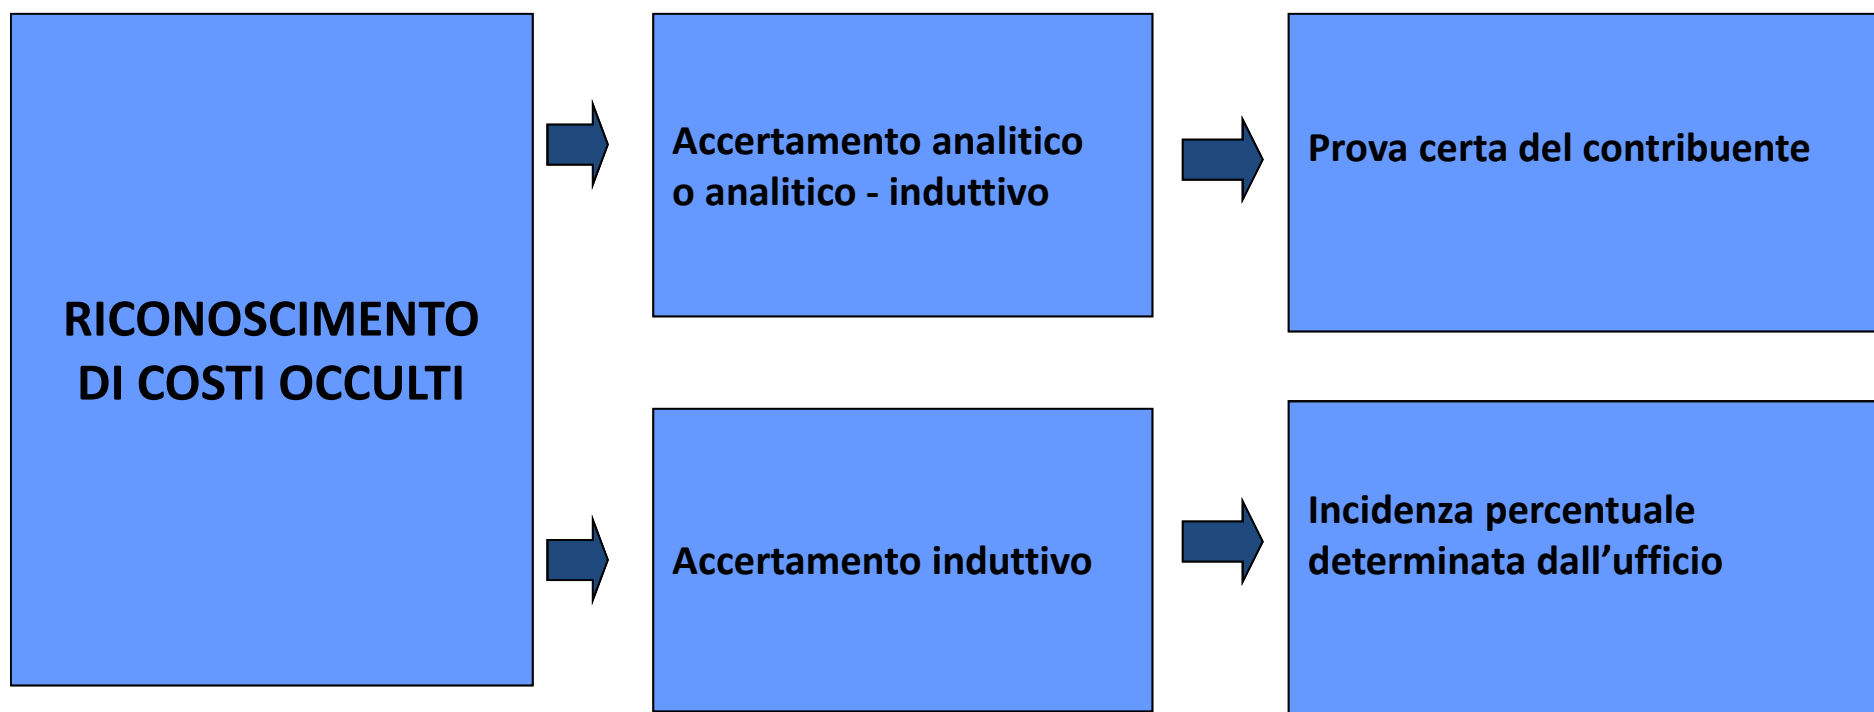 RICONOSCIMENTO
DI COSTI OCCULTI
Accertamento analitico
o analitico - induttivo
Prova certa del contribuente
Accertamento induttivo
Incidenza percentuale
determinata dall’ufficio